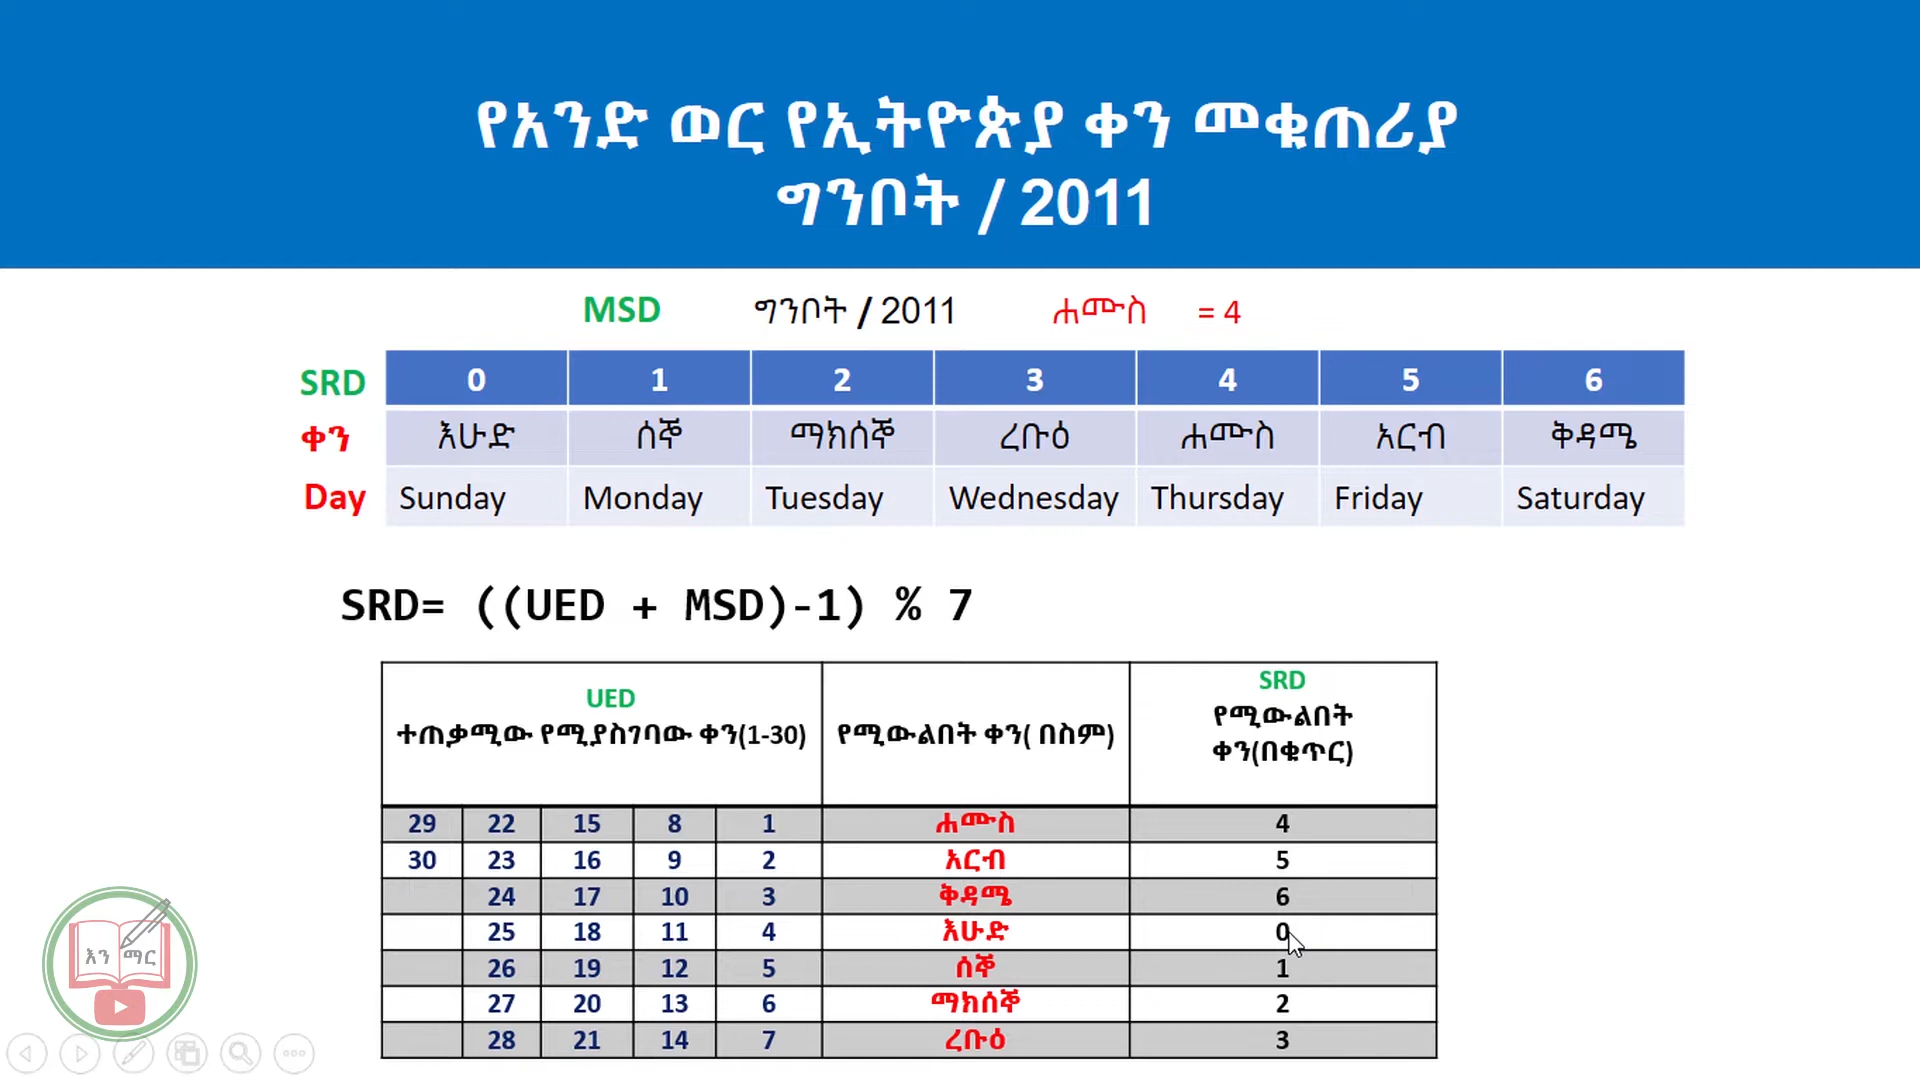 የአንድ ወር የኢትዮጵያ ቀን መቁጠሪያ
ግንቦት / 2011
MSD ግንቦት / 2011 ሐሙስ = 4
SRD 0 1 2 3 4 5 6
ቀን እሁድ ሰኞ ማክሰኞ ረቡዕ ሐሙስ አርብ ቅዳሜ
Day Sunday Monday Tuesday Wednesday Thursday Friday Saturday
SRD= ((UED + MSD)-1) % 7
UED
ተጠቃሚው የሚያስገባው ቀን(1-30)
የሚውልበት ቀን( በስም)
SRD
የሚውልበት
ቀን(በቁጥር)
29 22 15 8 1 ሐሙስ 4
30 23 16 9 2 አርብ 5
24 17 10 3 ቅዳሜ 6
25 18 11 4 እሁድ 0
26 19 12 5 ሰኞ 1
27 20 13 6 ማክሰኞ 2
28 21 14 7 ረቡዕ 3
እን ማር